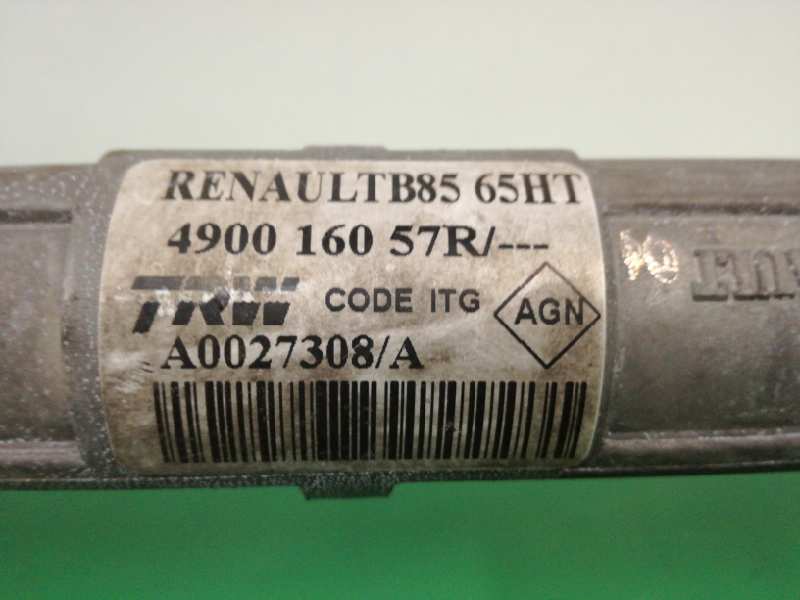 RENAULTB85 65HT
4900 160 57R/---
TRW CODE ITG AGN
A0027308/A